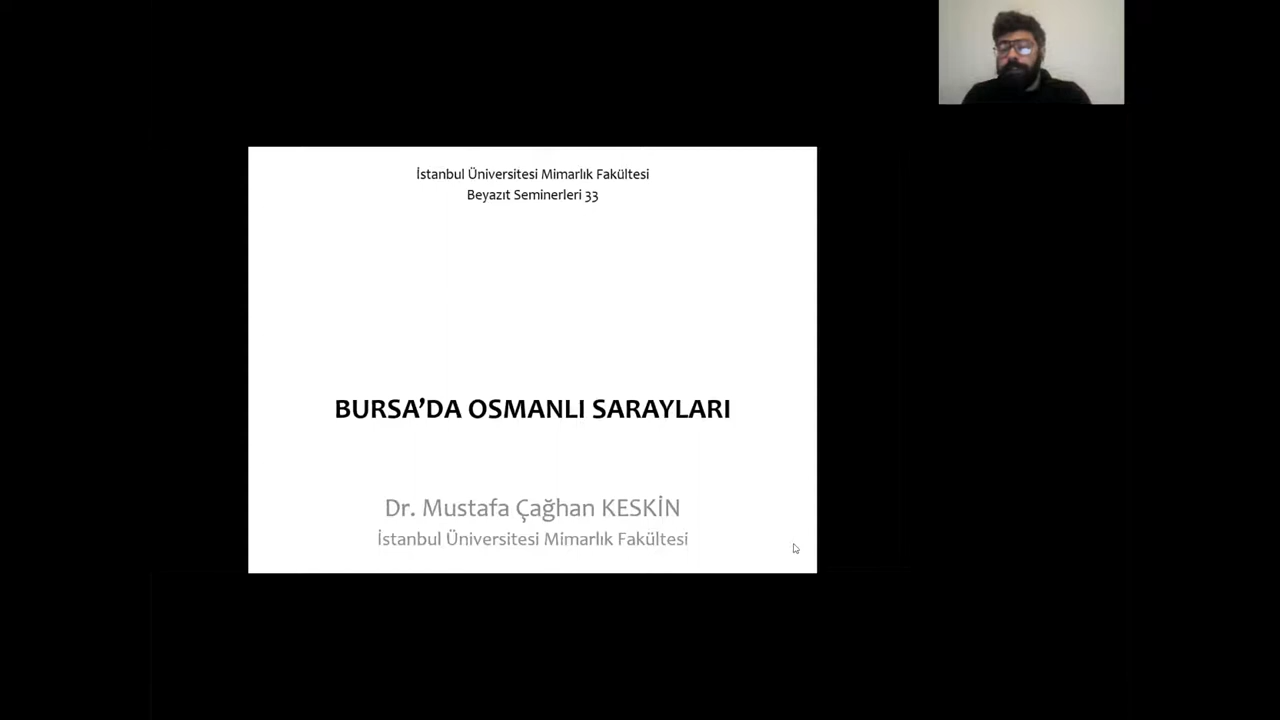 İstanbul Üniversitesi Mimarlık Fakültesi
Beyazıt Seminerleri 33
BURSA’DA OSMANLI SARAYLARI
Dr. Mustafa Çağhan KESKİN
İstanbul Üniversitesi Mimarlık Fakültesi